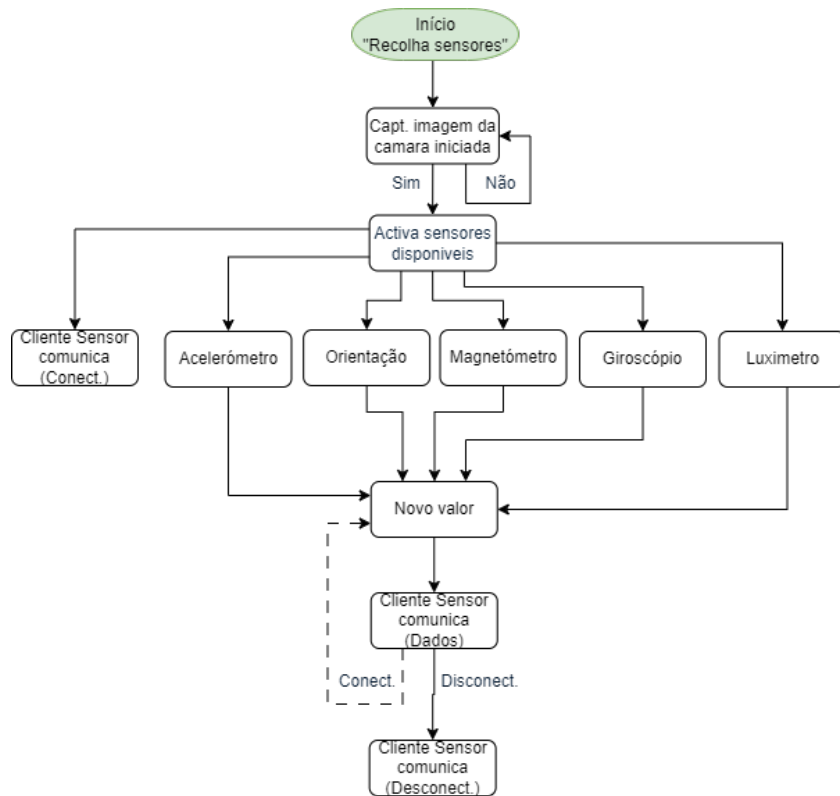 Início
"Recolha sensores"
Capt. imagem da
camara iniciada
Sim
Não
Activa sensores
disponiveis
Cliente Sensor
comunica
(Conect.)
Acelerómetro
Orientação
Magnetómetro
Giroscópio
Luximetro
Novo valor
Cliente Sensor
comunica
(Dados)
Conect.
Disconect.
Cliente Sensor
comunica
(Desconect.)